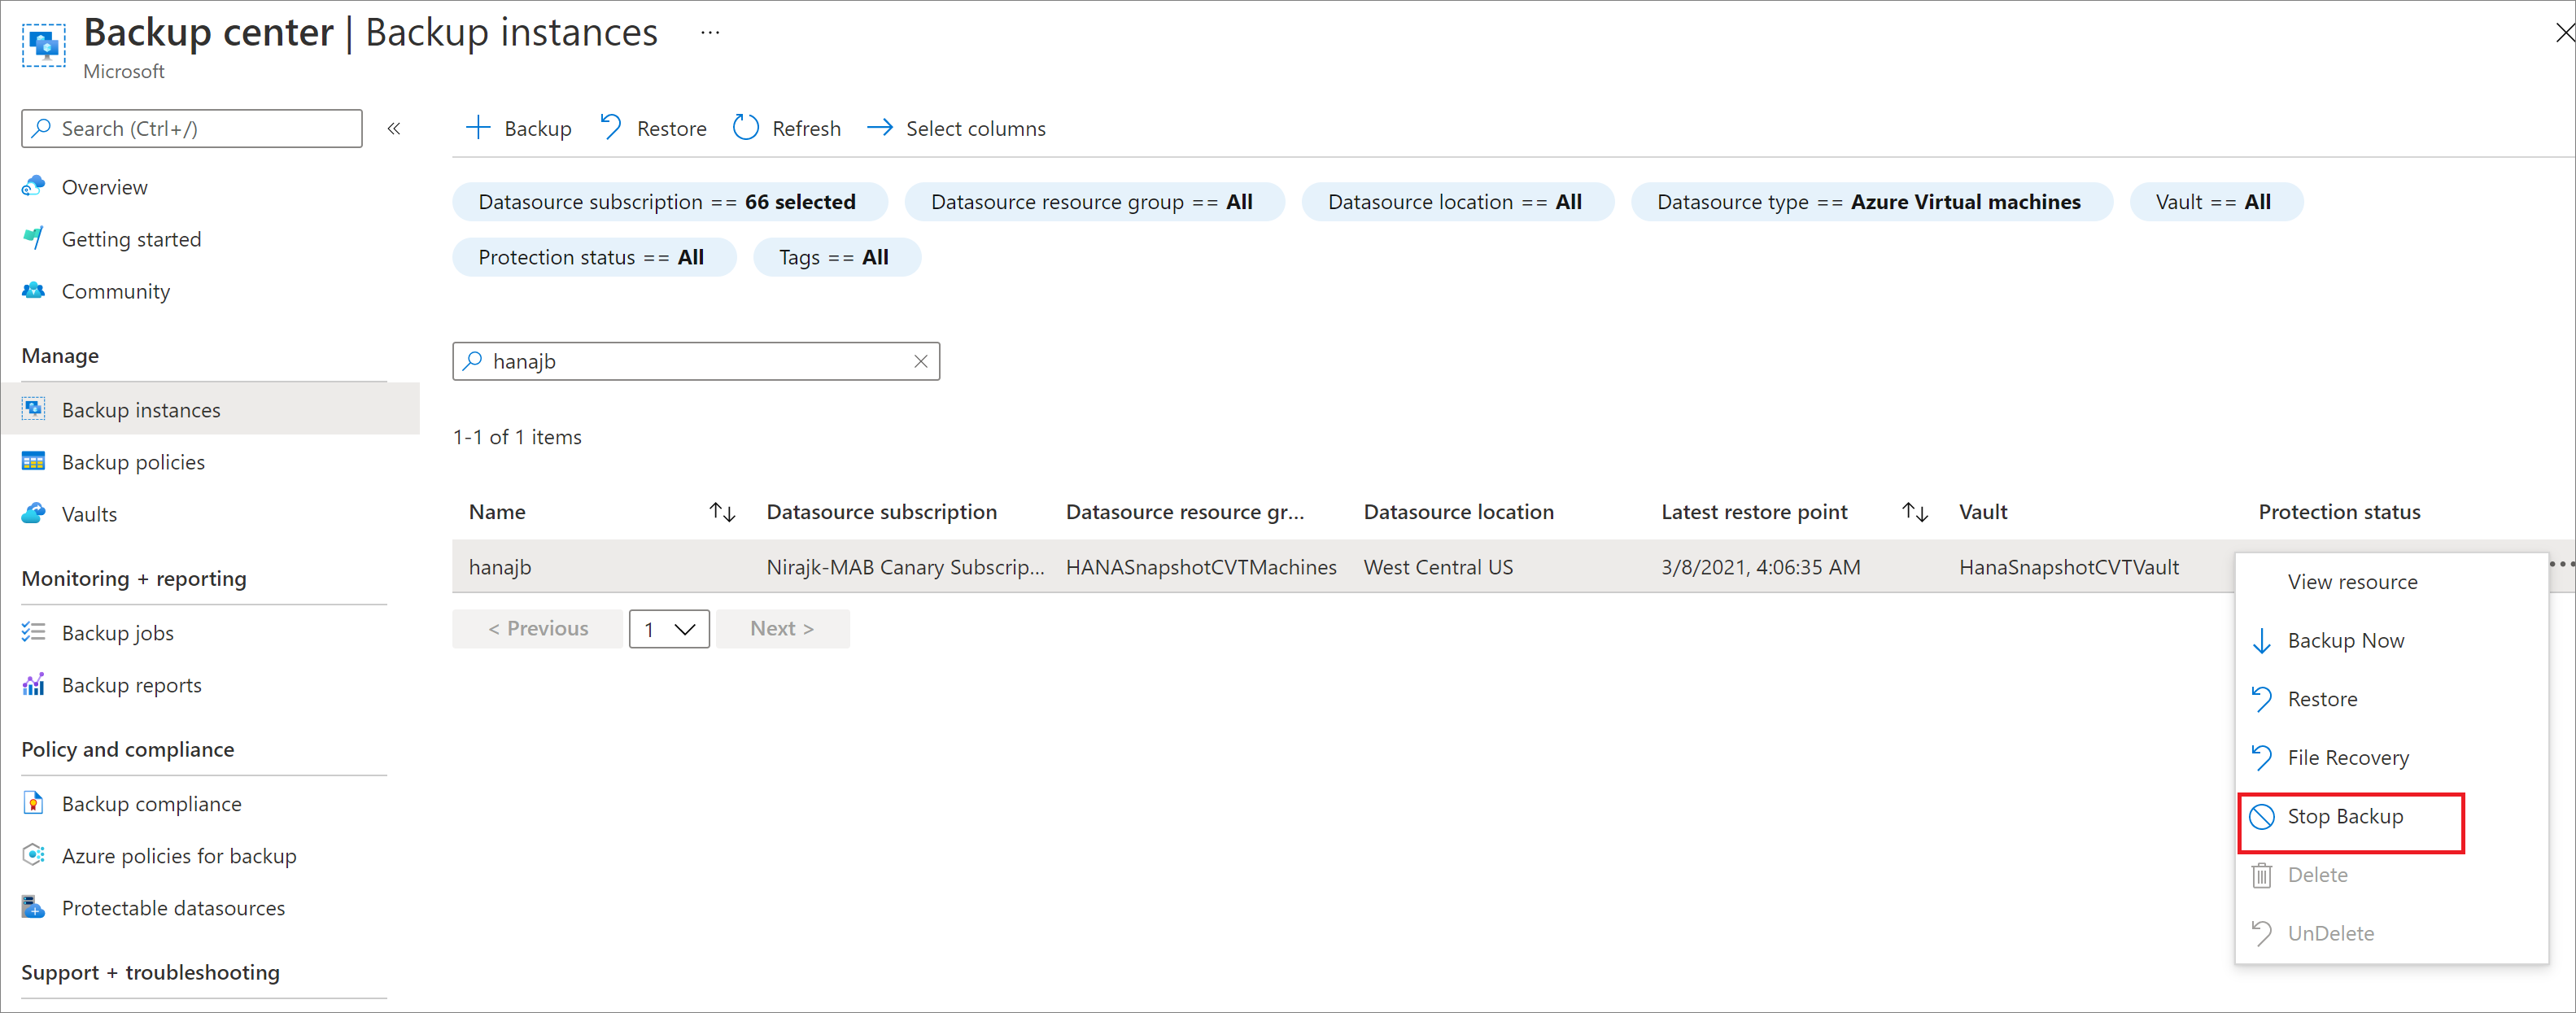 Backup center | Backup instances ...
Microsoft
Search (Ctrl+/)
«
Overview
Getting started
Community
Manage
Backup instances
Backup policies
Vaults
Monitoring + reporting
Backup jobs
Backup reports
Policy and compliance
Backup compliance
Azure policies for backup
Protectable datasources
Support + troubleshooting
Backup Restore Refresh Select columns
Datasource subscription == 66 selected Datasource resource group == All Datasource location == All Datasource type == Azure Virtual machines Vault == All
Protection status == All Tags == All
hanajb
1-1 of 1 items
Name Datasource subscription Datasource resource gr... Datasource location Latest restore point Vault Protection status
hanajb Nirajk-MAB Canary Subscrip... HANASnapshotCVTMachines West Central US 3/8/2021, 4:06:35 AM HanaSnapshotCVTVault
< Previous 1 Next >
View resource
Backup Now
Restore
File Recovery
Stop Backup
Delete
UnDelete